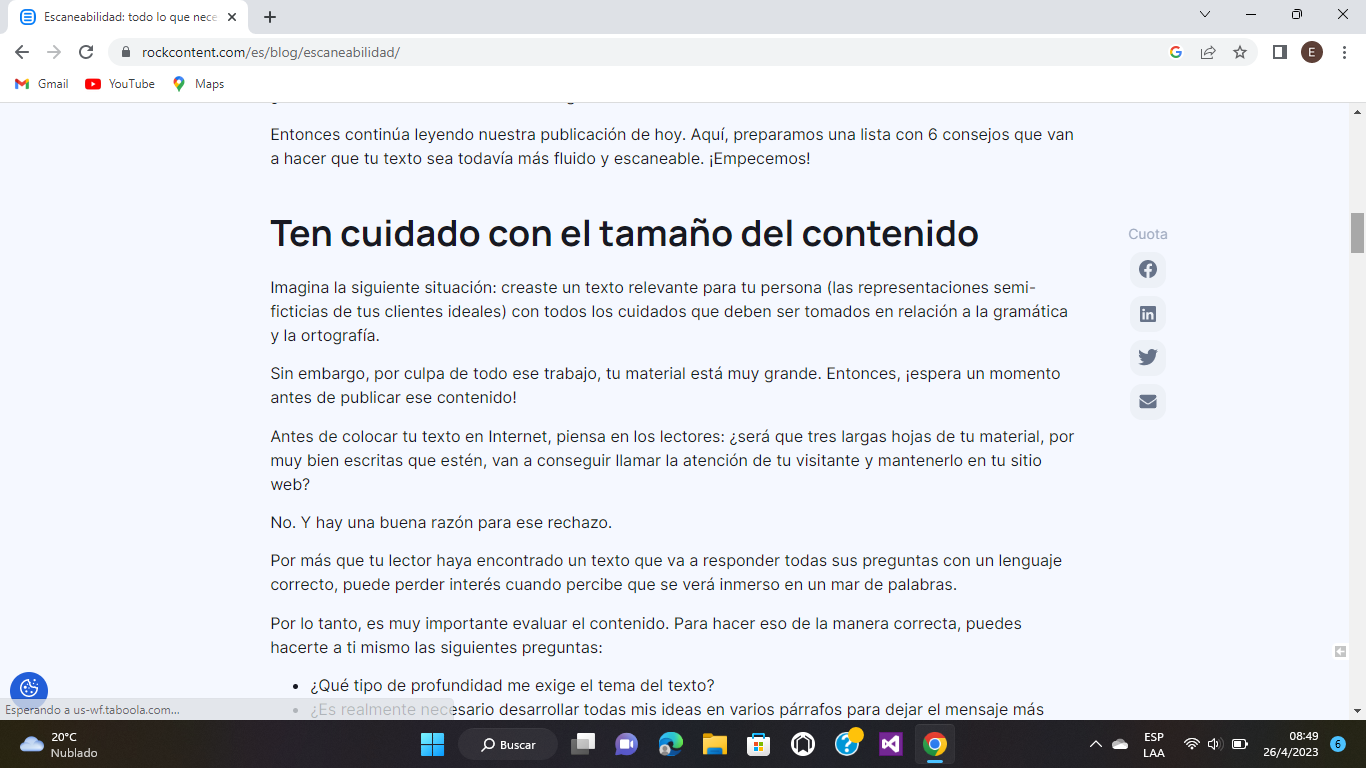 Escaneabilidad: todo lo que nece
rockcontent.com/es/blog/escaneabilidad/
E
Gmail
YouTube
Maps
Entonces continúa leyendo nuestra publicación de hoy. Aquí, preparamos una lista con 6 consejos que van
a hacer que tu texto sea todavía más fluido y escaneable. ¡Empecemos!
Ten cuidado con el tamaño del contenido
Cuota
Imagina la siguiente situación: creaste un texto relevante para tu persona (las representaciones semi-
ficticias de tus clientes ideales) con todos los cuidados que deben ser tomados en relación a la gramática
y la ortografía.
Sin embargo, por culpa de todo ese trabajo, tu material está muy grande. Entonces, ¡espera un momento
antes de publicar ese contenido!
Antes de colocar tu texto en Internet, piensa en los lectores: ¿será que tres largas hojas de tu material, por
muy bien escritas que estén, van a conseguir llamar la atención de tu visitante y mantenerlo en tu sitio
web?
No. Y hay una buena razón para ese rechazo.
Por más que tu lector haya encontrado un texto que va a responder todas sus preguntas con un lenguaje
correcto, puede perder interés cuando percibe que se verá inmerso en un mar de palabras.
Por lo tanto, es muy importante evaluar el contenido. Para hacer eso de la manera correcta, puedes
hacerte a ti mismo las siguientes preguntas:
• ¿Qué tipo de profundidad me exige el tema del texto?
• ¿Es realmente necesario desarrollar todas mis ideas en varios párrafos para dejar el mensaje más
Esperando a us-wf.taboola.com...
20°C
Nublado
Buscar
ESP
LAA
08:49
26/4/2023
6